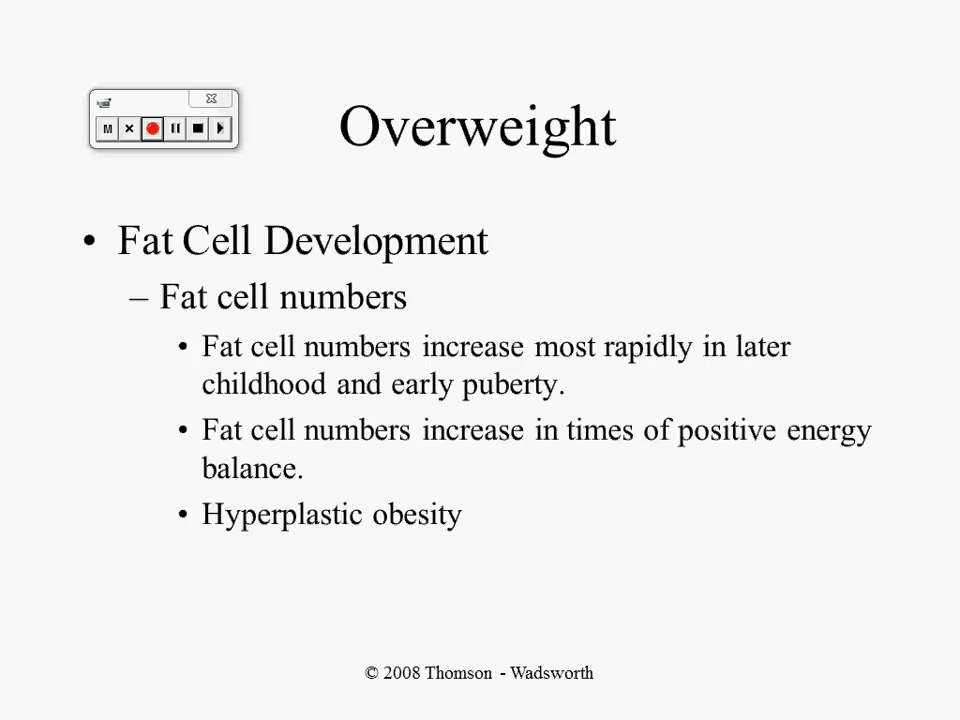 Overweight
M
• Fat Cell Development
– Fat cell numbers
• Fat cell numbers increase most rapidly in later
childhood and early puberty.
• Fat cell numbers increase in times of positive energy
balance.
• Hyperplastic obesity
© 2008 Thomson - Wadsworth